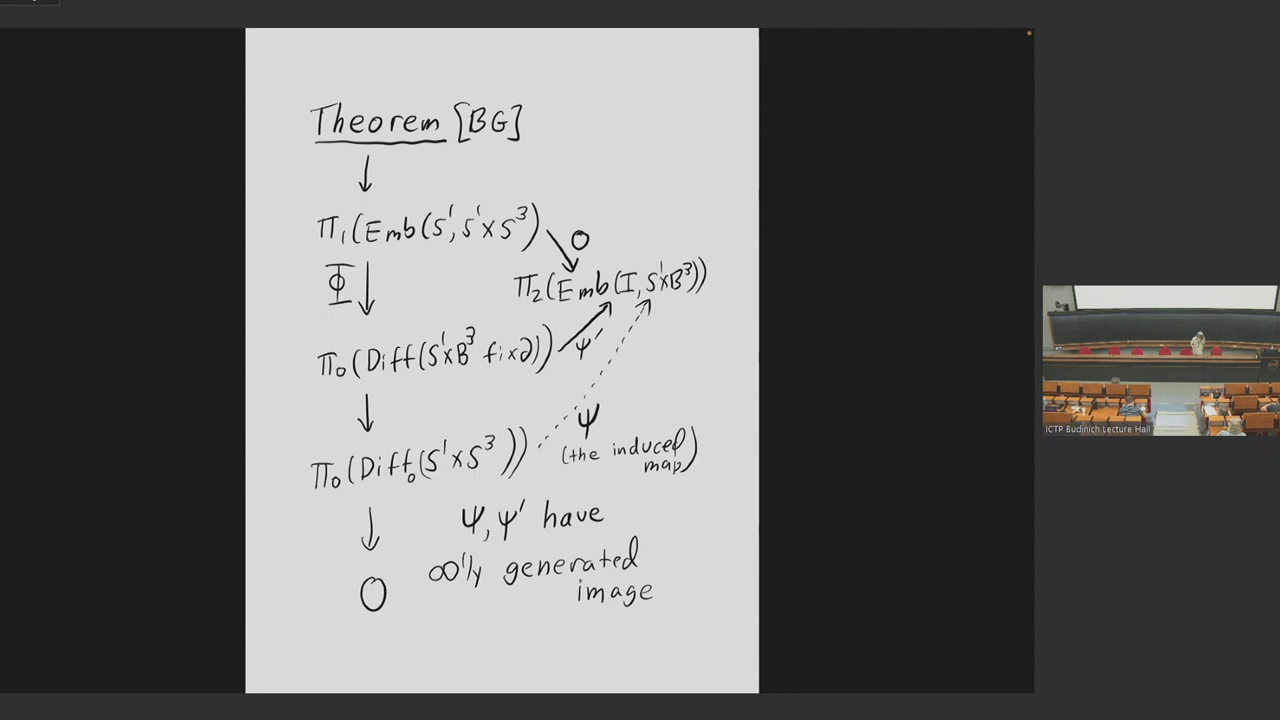 Theorem [BG]
↓
π₁(Emb(S¹, S¹×S³)
0
Φ ↓
π₂(Emb(I, S¹×B³))
π₀(Diff(S¹×B³ fix∂))
ψ′
↓
ψ
π₀(Diff₀(S¹×S³))
(the induced
map)
↓
ψ, ψ′ have
0
∞'ly generated
image
ICTP Budinich Lecture Hall